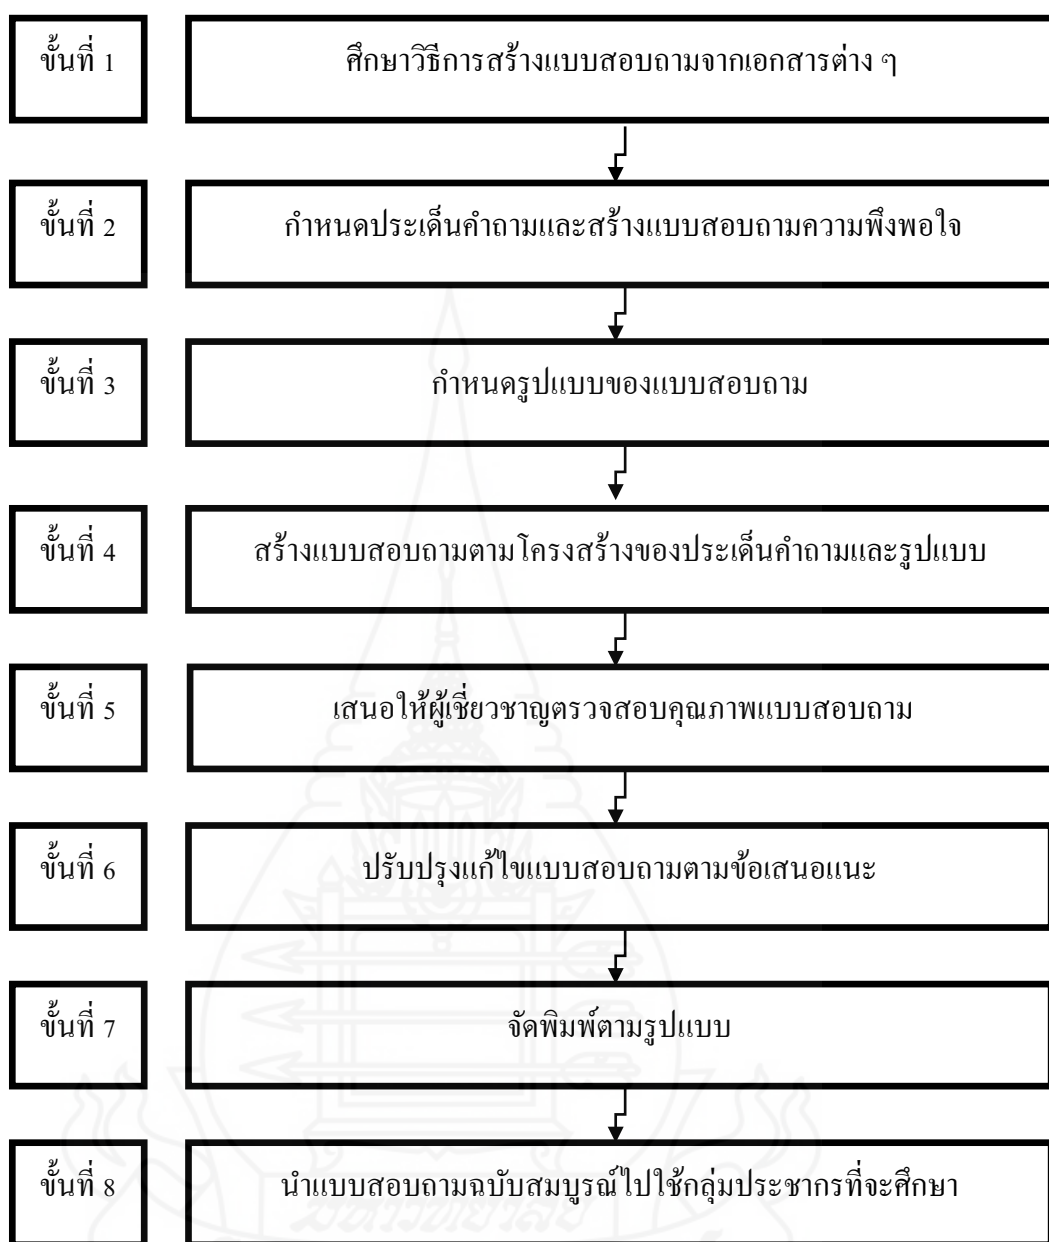 ขั้นที่ 1
ศึกษาวิธีการสร้างแบบสอบถามจากเอกสารต่าง ๆ
ขั้นที่ 2
กำหนดประเด็นคำถามและสร้างแบบสอบถามความพึงพอใจ
ขั้นที่ 3
กำหนดรูปแบบของแบบสอบถาม
ขั้นที่ 4
สร้างแบบสอบถามตามโครงสร้างของประเด็นคำถามและรูปแบบ
ขั้นที่ 5
เสนอให้ผู้เชี่ยวชาญตรวจสอบคุณภาพแบบสอบถาม
ขั้นที่ 6
ปรับปรุงแก้ไขแบบสอบถามตามข้อเสนอแนะ
ขั้นที่ 7
จัดพิมพ์ตามรูปแบบ
ขั้นที่ 8
นำแบบสอบถามฉบับสมบูรณ์ไปใช้กลุ่มประชากรที่จะศึกษา
มหาวิทยาลัย